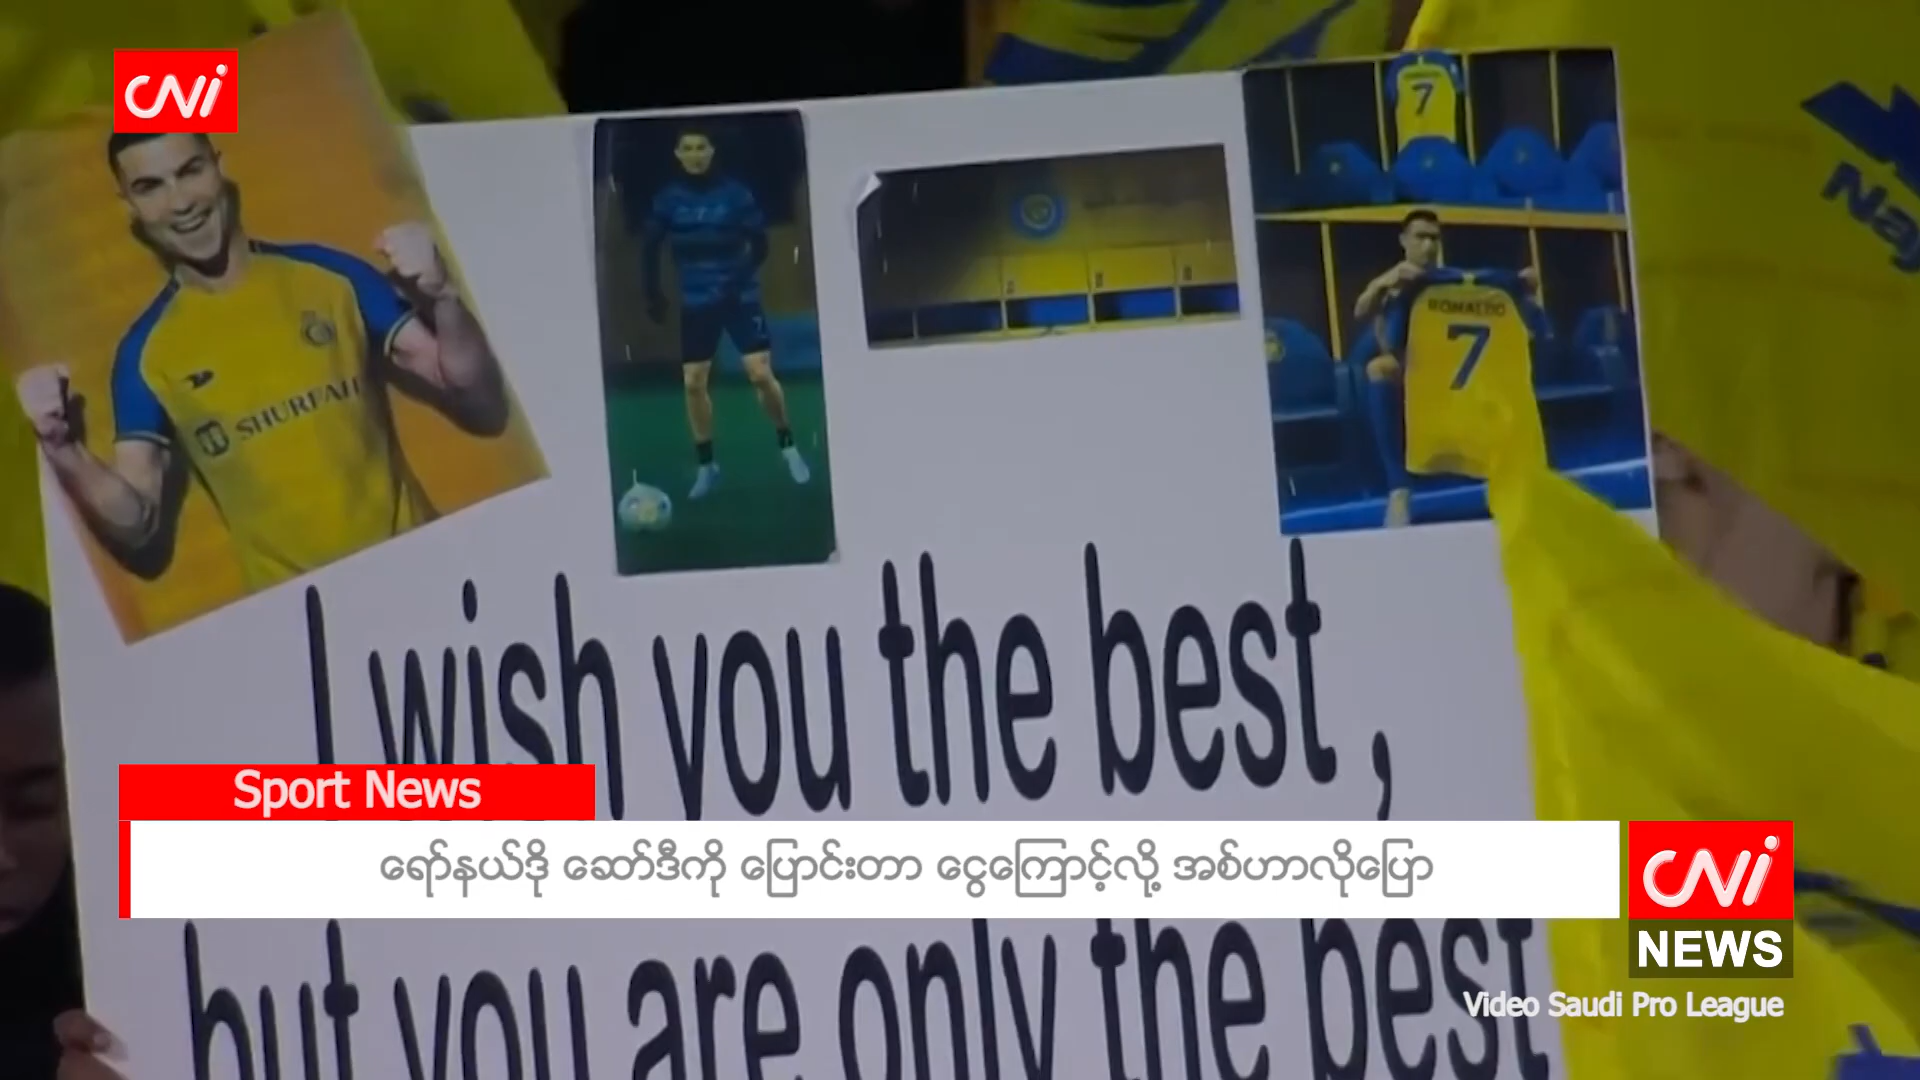 CNi
7
RONALDO
7
Naj
SHURFAH
I wish you the best ,
but you are only the best
Sport News
ရော်နယ်ဒို ဆော်ဒီကို ပြောင်းတာ ငွေကြောင့်လို့ အစ်ဟာလိုပြော
CNi
NEWS
Video Saudi Pro League